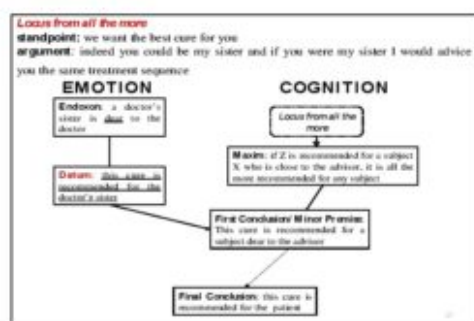 Locus from all the more
standpoint: we want the best cure for you
argument: indeed you could be my sister and if you were my sister I would advice
you the same treatment sequence
EMOTION
COGNITION
Endoxon: a doctor's
sister is dear to the
doctor
Locus from all the
more
Datum: this cure is
recommended for the
doctor's sister
Maxim: if Z is recommended for a subject
X who is close to the advisor, it is all the
more recommended for any subject
First Conclusion/ Minor Premise:
This cure is recommended for a
subject dear to the advisor
Final Conclusion: this cure is
recommended for the patient